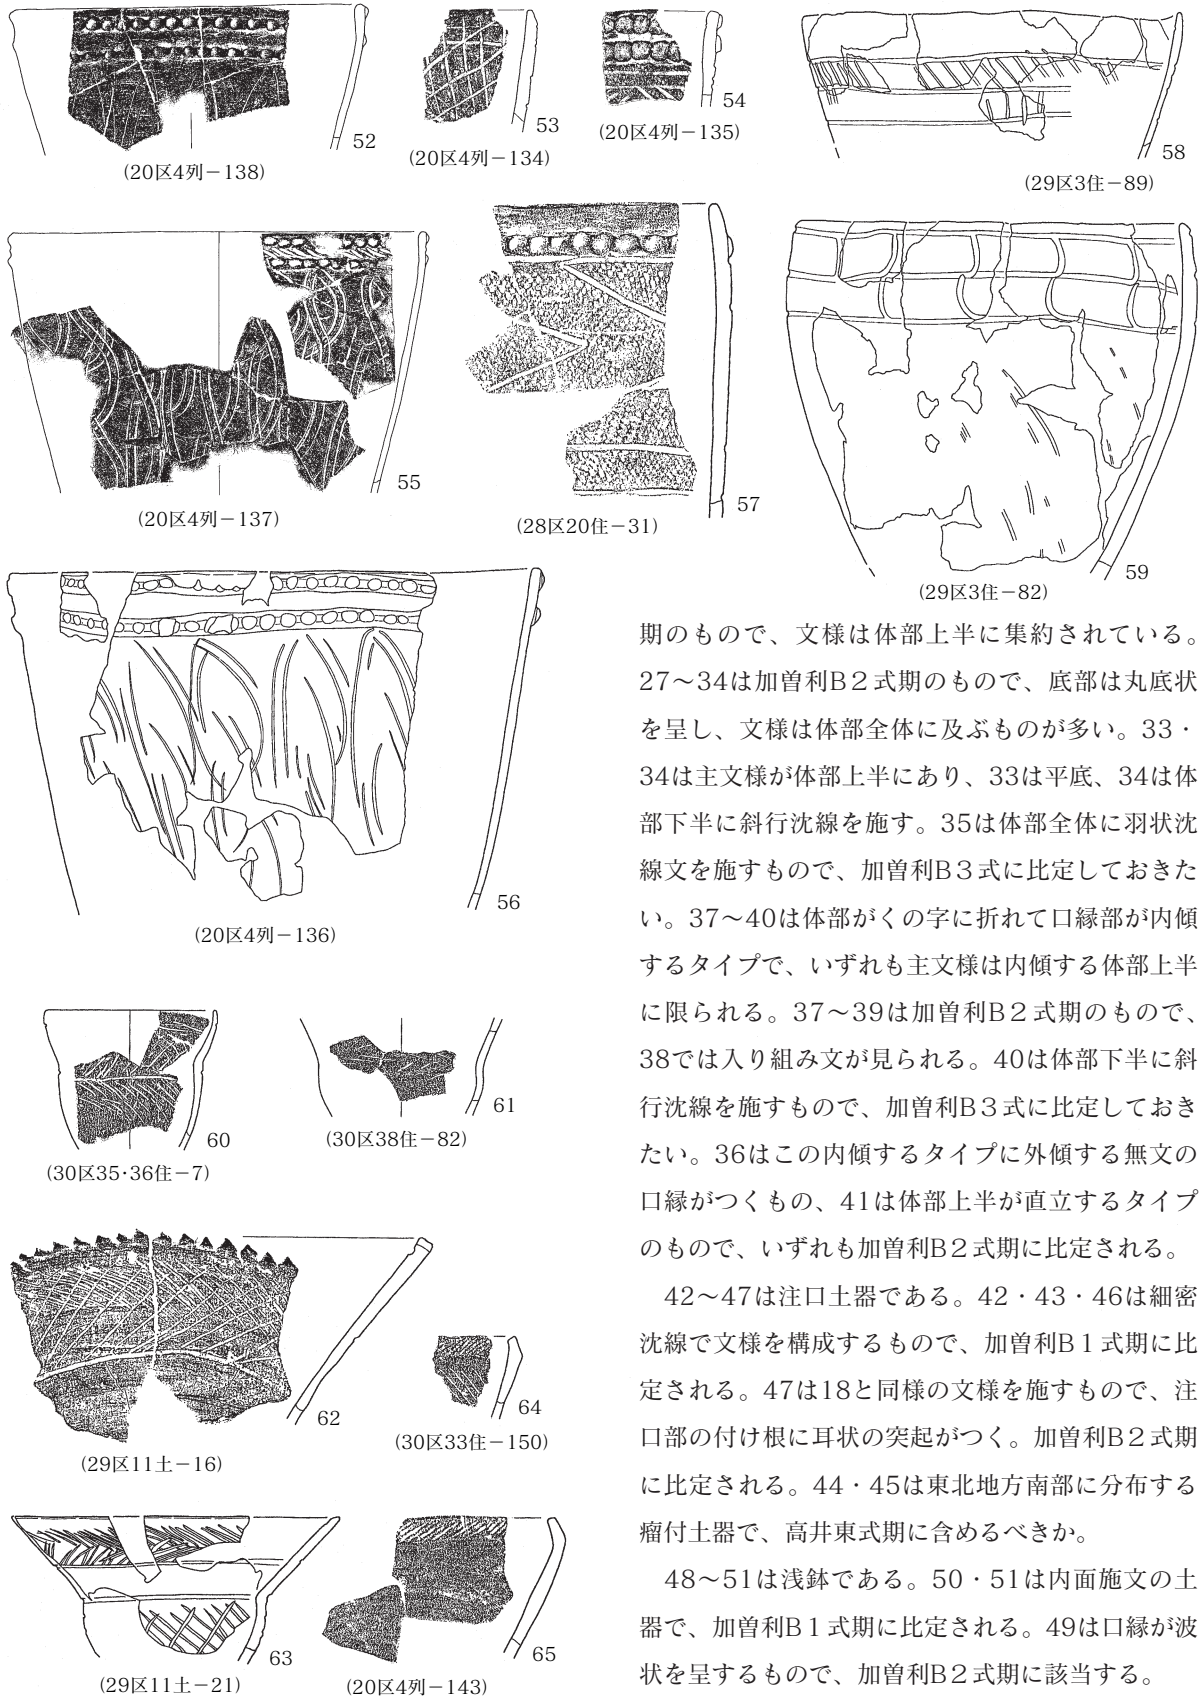 52
(20区4列－138)
53
(20区4列－134)
54
(20区4列－135)
58
(29区3住－89)
55
(20区4列－137)
57
(28区20住－31)
59
(29区3住－82)
56
(20区4列－136)
60
(30区35･36住－7)
61
(30区38住－82)
62
(29区11土－16)
64
(30区33住－150)
63
(29区11土－21)
65
(20区4列－143)
期のもので、文様は体部上半に集約されている。
27～34は加曽利B２式期のもので、底部は丸底状
を呈し、文様は体部全体に及ぶものが多い。33・
34は主文様が体部上半にあり、33は平底、34は体
部下半に斜行沈線を施す。35は体部全体に羽状沈
線文を施すもので、加曽利B３式に比定しておきた
い。37～40は体部がくの字に折れて口縁部が内傾
するタイプで、いずれも主文様は内傾する体部上半
に限られる。37～39は加曽利B２式期のもので、
38では入り組み文が見られる。40は体部下半に斜
行沈線を施すもので、加曽利B３式に比定しておき
たい。36はこの内傾するタイプに外傾する無文の
口縁がつくもの、41は体部上半が直立するタイプ
のもので、いずれも加曽利B２式期に比定される。
　42～47は注口土器である。42・43・46は細密
沈線で文様を構成するもので、加曽利B１式期に比
定される。47は18と同様の文様を施すもので、注
口部の付け根に耳状の突起がつく。加曽利B２式期
に比定される。44・45は東北地方南部に分布する
瘤付土器で、高井東式期に含めるべきか。
　48～51は浅鉢である。50・51は内面施文の土
器で、加曽利B１式期に比定される。49は口縁が波
状を呈するもので、加曽利B２式期に該当する。